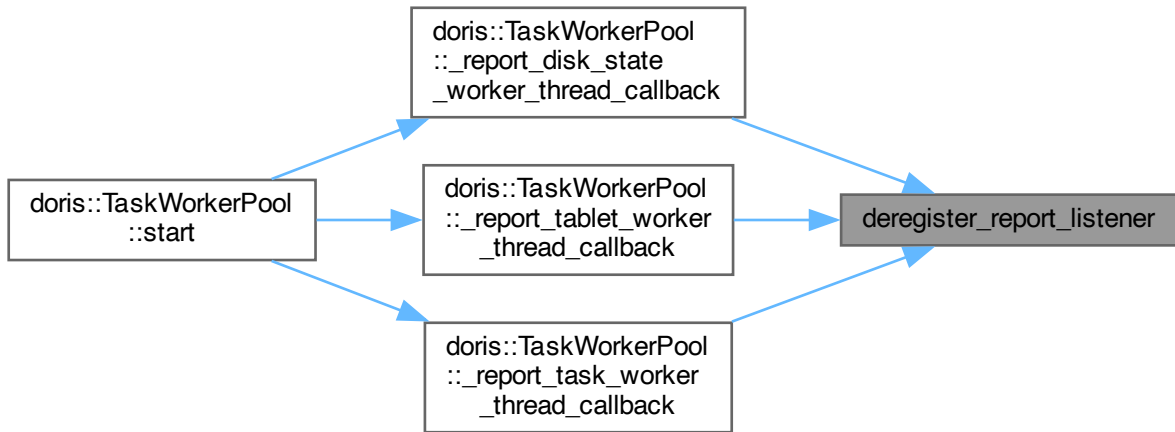 doris::TaskWorkerPool
::_report_disk_state
_worker_thread_callback
doris::TaskWorkerPool
::start
doris::TaskWorkerPool
::_report_tablet_worker
_thread_callback
deregister_report_listener
doris::TaskWorkerPool
::_report_task_worker
_thread_callback